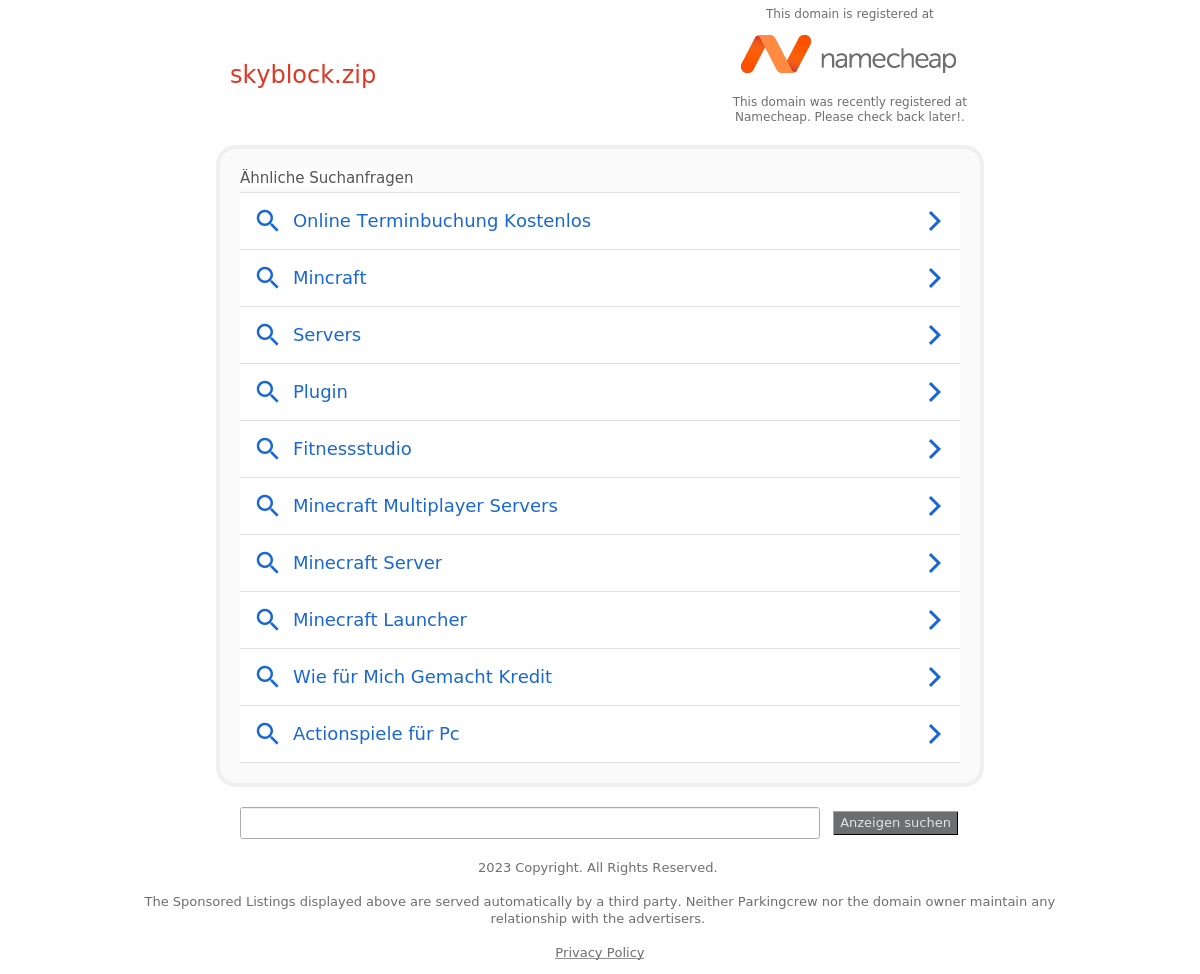 This domain is registered at
namecheap
skyblock.zip
This domain was recently registered at
Namecheap. Please check back later!.
Ähnliche Suchanfragen
Online Terminbuchung Kostenlos
Mincraft
Servers
Plugin
Fitnessstudio
Minecraft Multiplayer Servers
Minecraft Server
Minecraft Launcher
Wie für Mich Gemacht Kredit
Actionspiele für Pc
Anzeigen suchen
2023 Copyright. All Rights Reserved.
The Sponsored Listings displayed above are served automatically by a third party. Neither Parkingcrew nor the domain owner maintain any
relationship with the advertisers.
Privacy Policy